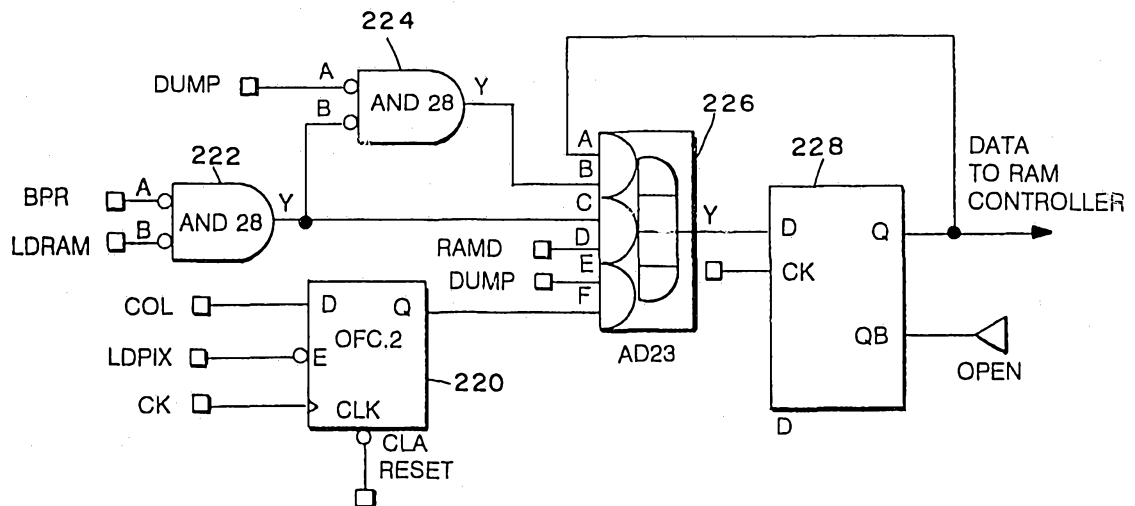 224
DUMP
A
B
AND 28
Y
226
222
BPR
LDRAM
A
B
AND 28
Y
A
B
C
D
E
F
RAMD
DUMP
AD23
Y
228
D
Q
CK
QB
D
DATA
TO RAM
CONTROLLER
OPEN
COL
LDPIX
CK
D
Q
OFC.2
E
CLK
220
CLA
RESET